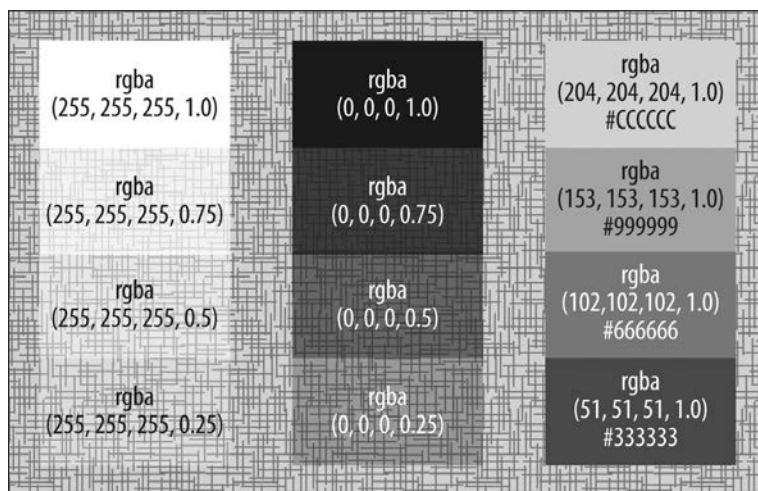 rgba
(255, 255, 255, 1.0)
rgba
(255, 255, 255, 0.75)
rgba
(255, 255, 255, 0.5)
rgba
(255, 255, 255, 0.25)
rgba
(0, 0, 0, 1.0)
rgba
(0, 0, 0, 0.75)
rgba
(0, 0, 0, 0.5)
rgba
(0, 0, 0, 0.25)
rgba
(204, 204, 204, 1.0)
#CCCCCC
rgba
(153, 153, 153, 1.0)
#999999
rgba
(102,102,102, 1.0)
#666666
rgba
(51, 51, 51, 1.0)
#333333